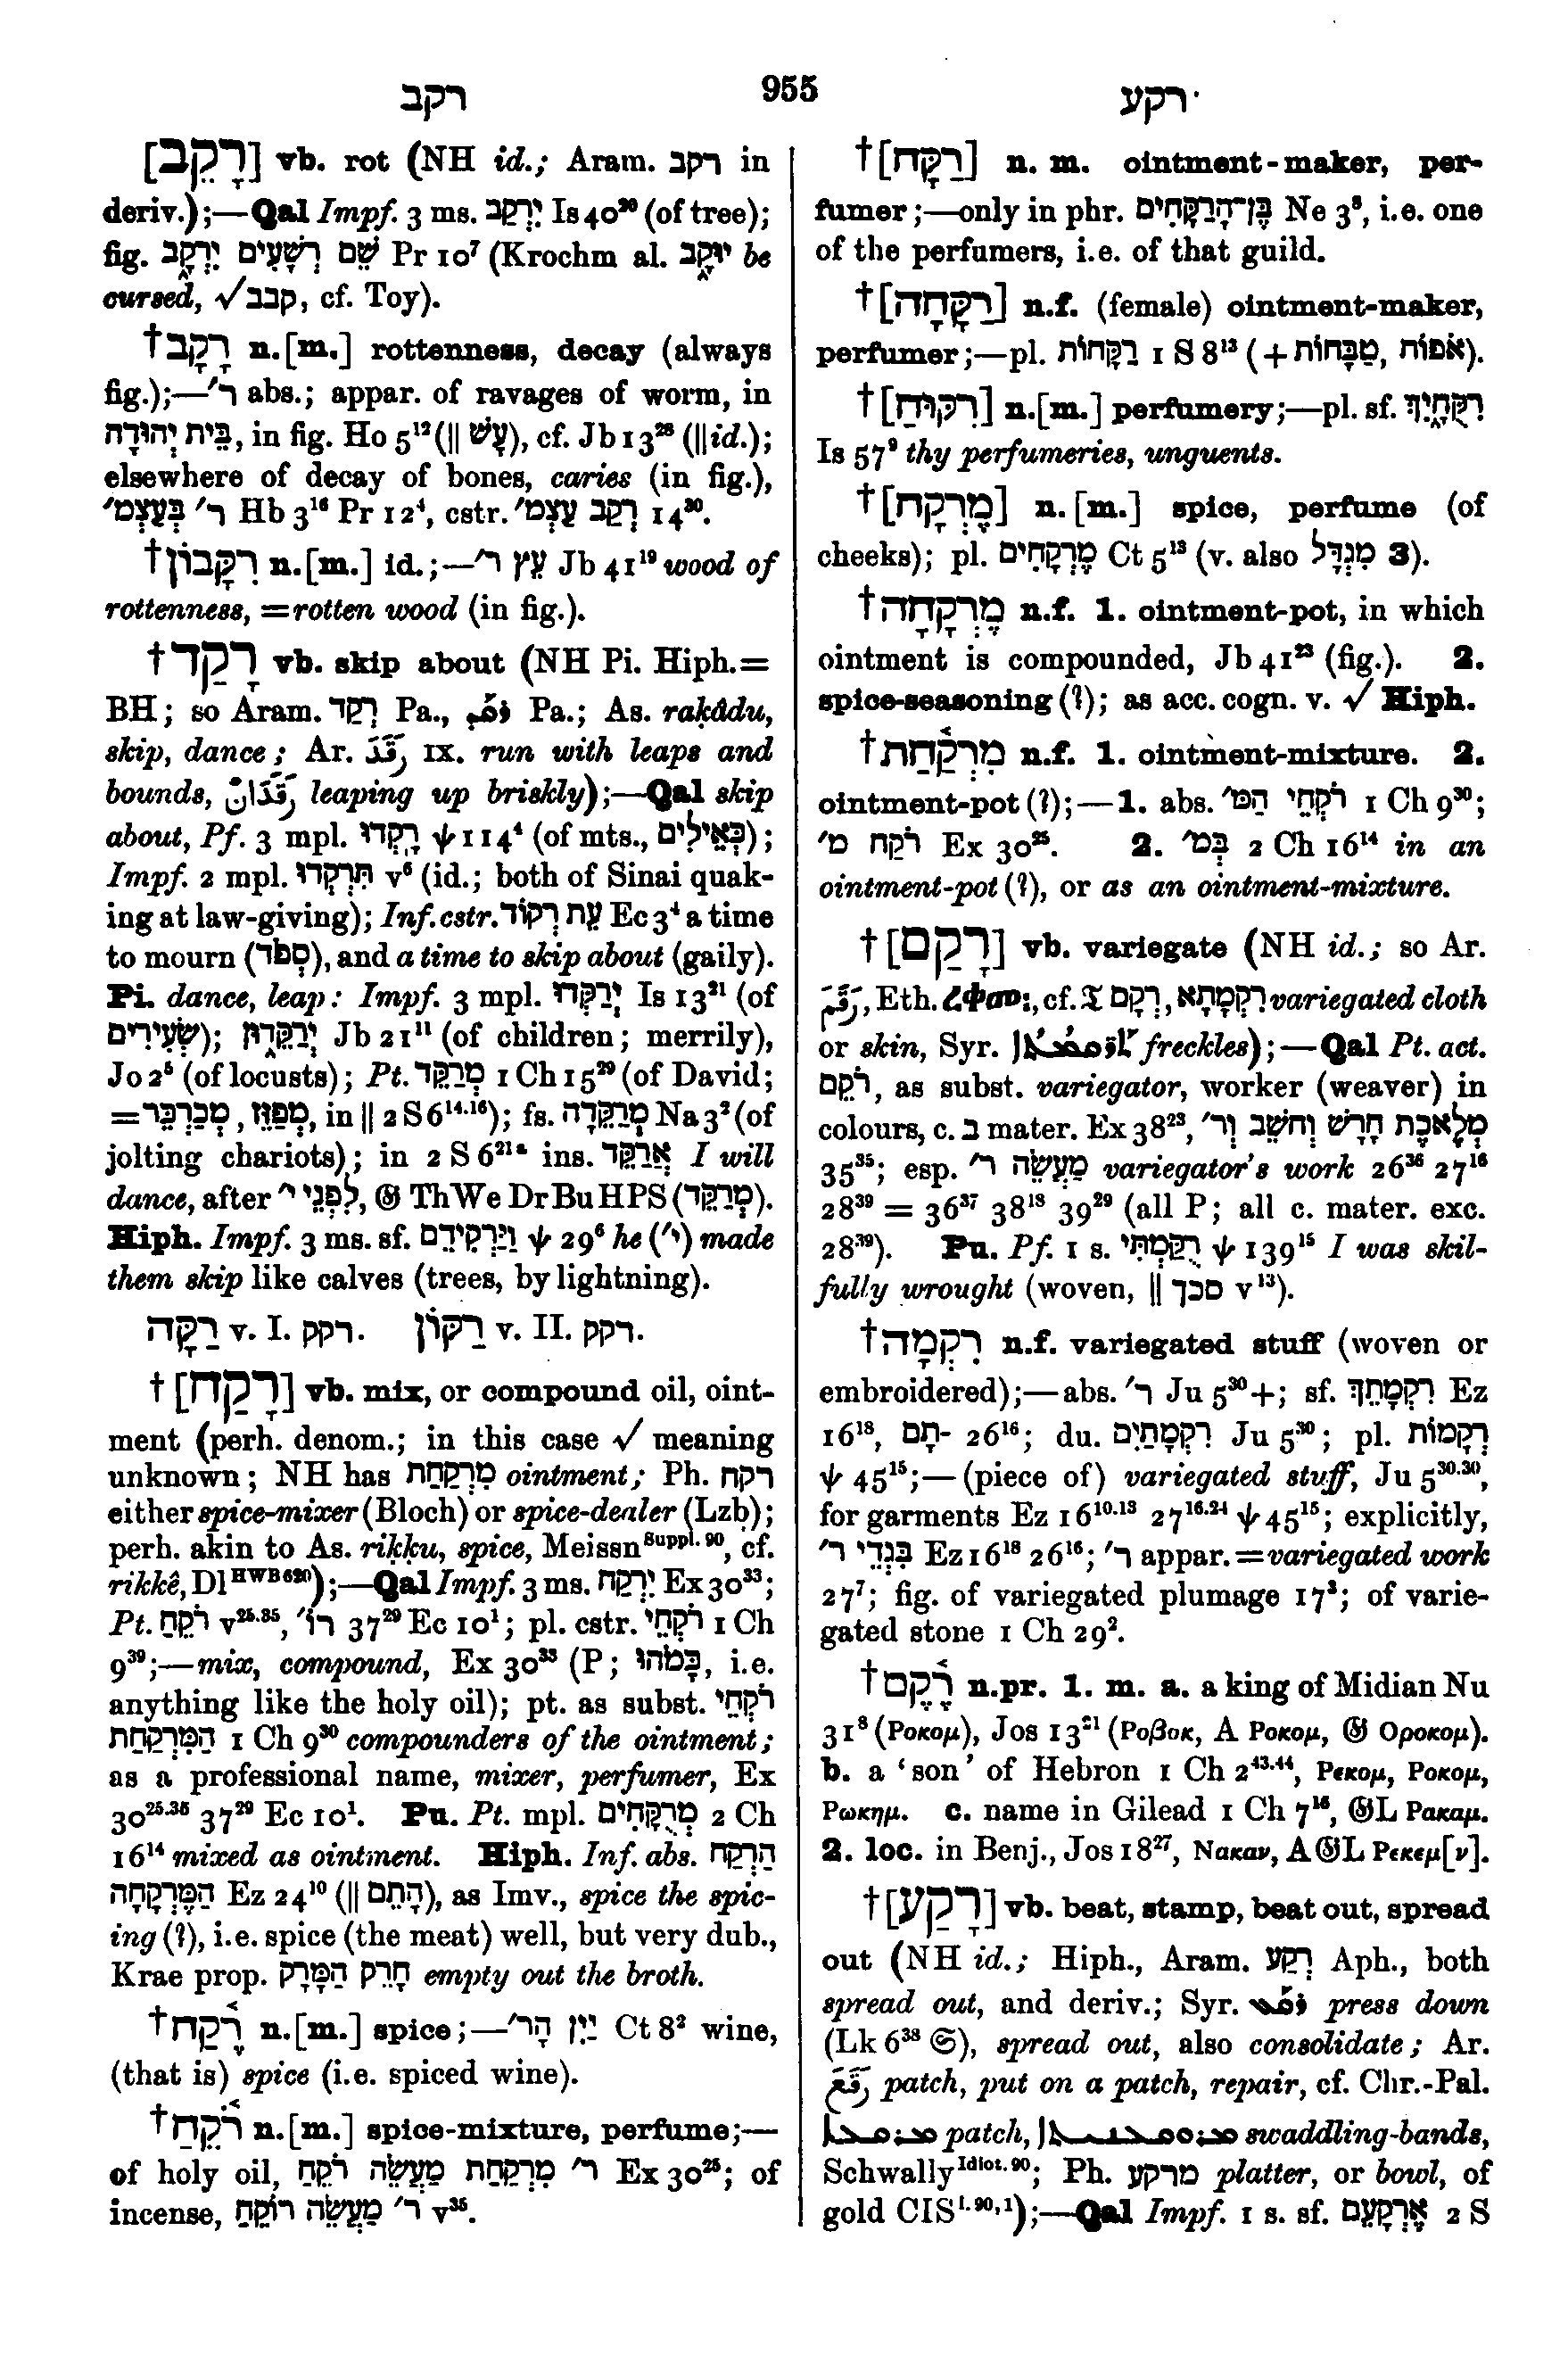 רקב
955
רקע
[רָקֵב] vb. rot (NH id.; Aram. רקב in
deriv.);—Qal Impf. 3 ms. יִרְקַב Is 40²⁰ (of tree);
fig. שֵׁם רְשָׁעִים יִרְקָב Pr 10⁷ (Krochm al. יוּקָב be
cursed, √קבב, cf. Toy).
†רָקָב n.[m.] rottenness, decay (always
fig.);—ר׳ abs.; appar. of ravages of worm, in
בֵּית יְהוּדָה, in fig. Ho 5¹² (|| עָשׁ), cf. Jb 13²⁸ (|| id.);
elsewhere of decay of bones, caries (in fig.),
ר׳ בְּעַצְמ׳ Hb 3¹⁶ Pr 12⁴, cstr. רְקַב עֲצָמ׳ 14³⁰.
†רִקָּבוֹן n.[m.] id.;—עֵץ ר׳ Jb 41¹⁹ wood of
rottenness, = rotten wood (in fig.).
†רָקַד vb. skip about (NH Pi. Hiph.=
BH; so Aram. רְקַד Pa., ܪܩܕ Pa.; As. raḳâdu,
skip, dance; Ar. رَقَدَ IX. run with leaps and
bounds, رَقَدَانٌ leaping up briskly);—Qal skip
about, Pf. 3 mpl. רָקְדוּ ψ 114⁴ (of mts., כְּאֵילִים);
Impf. 2 mpl. תִּרְקְדוּ v⁶ (id.; both of Sinai quak-
ing at law-giving); Inf. cstr. עֵת רְקוֹד Ec 3⁴ a time
to mourn (סְפֹד), and a time to skip about (gaily).
Pi. dance, leap: Impf. 3 mpl. יְרַקְּדוּ Is 13²¹ (of
שְׂעִירִים); יְרַקֵּדוּן Jb 21¹¹ (of children; merrily),
Jo 2⁵ (of locusts); Pt. מְרַקֵּד 1 Ch 15²⁹ (of David;
= מְפַזֵּז, מְכַרְכֵּר, in || 2 S 6¹⁴·¹⁶); fs. מְרַקֵּדָה Na 3² (of
jolting chariots); in 2 S 6²¹ᵃ ins. אֲרַקֵּד I will
dance, after לִפְנֵי י׳, 𝔊 ThWe DrBuHPS (מְרַקֵּד).
Hiph. Impf. 3 ms. sf. וַיַּרְקִידֵם ψ 29⁶ he (י׳) made
them skip like calves (trees, by lightning).
רַקָּה v. I. רקק. רַקּוֹן v. II. רקק.
†[רָקַח] vb. mix, or compound oil, oint-
ment (perh. denom.; in this case √ meaning
unknown; NH has מִרְקַחַת ointment; Ph. רקח
either spice-mixer (Bloch) or spice-dealer (Lzb);
perh. akin to As. riḳḳu, spice, Meissn^Suppl. 90, cf.
rikkê, Dl^HWB 620);—Qal Impf. 3 ms. יִרְקַח Ex 30³³;
Pt. רֹקֵחַ v²⁵·³⁵, רוֹ׳ 37²⁹ Ec 10¹; pl. cstr. רֹקְחֵי 1 Ch
9³⁹;—mix, compound, Ex 30³³ (P; כָּמֹהוּ, i.e.
anything like the holy oil); pt. as subst. רֹקְחֵי
הַמִּרְקַחַת 1 Ch 9³⁰ compounders of the ointment;
as a professional name, mixer, perfumer, Ex
30²⁵·³⁵ 37²⁹ Ec 10¹. Pu. Pt. mpl. מְרֻקָּחִים 2 Ch
16¹⁴ mixed as ointment. Hiph. Inf. abs. הַרְקַח
הַמֶּרְקָחָה Ez 24¹⁰ (|| הָתֵם), as Imv., spice the spic-
ing (?), i.e. spice (the meat) well, but very dub.,
Krae prop. הָרֵק הַמָּרָק empty out the broth.
†רֶקַח n.[m.] spice;—יַיִן הָר׳ Ct 8² wine,
(that is) spice (i.e. spiced wine).
†רֹקַח n.[m.] spice-mixture, perfume;—
of holy oil, ר׳ מִרְקַחַת מַעֲשֵׂה רֹקֵחַ Ex 30²⁵; of
incense, ר׳ מַעֲשֵׂה רוֹקֵחַ v³⁵.
†[רַקָּח] n. m. ointment-maker, per-
fumer;—only in phr. בֶּן־הָרַקָּחִים Ne 3⁸, i.e. one
of the perfumers, i.e. of that guild.
†[רַקָּחָה] n.f. (female) ointment-maker,
perfumer;—pl. רַקָּחוֹת 1 S 8¹³ (+ טַבָּחוֹת, אֹפוֹת).
†[רִקּוּחַ] n.[m.] perfumery;—pl. sf. רִקֻּחָיִךְ
Is 57⁹ thy perfumeries, unguents.
†[מֶרְקָח] n.[m.] spice, perfume (of
cheeks); pl. מֶרְקָחִים Ct 5¹³ (v. also מִגְדָּל 3).
†מֶרְקָחָה n.f. 1. ointment-pot, in which
ointment is compounded, Jb 41²³ (fig.). 2.
spice-seasoning (?); as acc. cogn. v. √ Hiph.
†מִרְקַחַת n.f. 1. ointment-mixture. 2.
ointment-pot (?);—1. abs. רֹקְחֵי הַמּ׳ 1 Ch 9³⁰;
רֹקַח מ׳ Ex 30²⁵. 2. בְּמ׳ 2 Ch 16¹⁴ in an
ointment-pot (?), or as an ointment-mixture.
†[רָקַם] vb. variegate (NH id.; so Ar.
رَقَمَ, Eth. ረቀመ፡, cf. 𝔗 רְקַם, רִקְמְתָא variegated cloth
or skin, Syr. freckles);—Qal Pt. act.
רֹקֵם, as subst. variegator, worker (weaver) in
colours, c. ב mater. Ex 38²³, מְלֶאכֶת חָרָשׁ וְחֹשֵׁב וְר׳
35³⁵; esp. מַעֲשֵׂה ר׳ variegator's work 26³⁶ 27¹⁶
28³⁹ = 36³⁷ 38¹⁸ 39²⁹ (all P; all c. mater. exc.
28³⁹). Pu. Pf. 1 s. רֻקַּמְתִּי ψ 139¹⁵ I was skil-
fully wrought (woven, || סכך v¹³).
†רִקְמָה n.f. variegated stuff (woven or
embroidered);—abs. ר׳ Ju 5³⁰+; sf. רִקְמָתֵךְ Ez
16¹⁸, ־תָם 26¹⁶; du. רִקְמָתַיִם Ju 5³⁰; pl. רְקָמוֹת
ψ 45¹⁵;—(piece of) variegated stuff, Ju 5³⁰·³⁰,
for garments Ez 16¹⁰·¹³ 27¹⁶·²⁴ ψ 45¹⁵; explicitly,
בִּגְדֵי ר׳ Ez 16¹⁸ 26¹⁶; ר׳ appar. = variegated work
27⁷; fig. of variegated plumage 17³; of varie-
gated stone 1 Ch 29².
†רֶקֶם n.pr. 1. m. a. a king of Midian Nu
31⁸ (Ροκομ), Jos 13²¹ (Ροβοκ, A Ροκομ, 𝔊 Οροκομ).
b. a ‘son’ of Hebron 1 Ch 2⁴³·⁴⁴, Ρεκομ, Ροκομ,
Ρωκημ. c. name in Gilead 1 Ch 7¹⁶, 𝔊L Ρακαμ.
2. loc. in Benj., Jos 18²⁷, Νακαν, A𝔊L Ρεκεμ[ν].
†[רָקַע] vb. beat, stamp, beat out, spread
out (NH id.; Hiph., Aram. רְקַע Aph., both
spread out, and deriv.; Syr. ܪܩܥ press down
(Lk 6³⁸ 𝔖), spread out, also consolidate; Ar.
رَقَعَ patch, put on a patch, repair, cf. Chr.-Pal.
patch, swaddling-bands,
Schwally^Idiot. 90; Ph. מרקע platter, or bowl, of
gold CIS^I. 90, 1);—Qal Impf. 1 s. sf. אֶרְקָעֵם 2 S